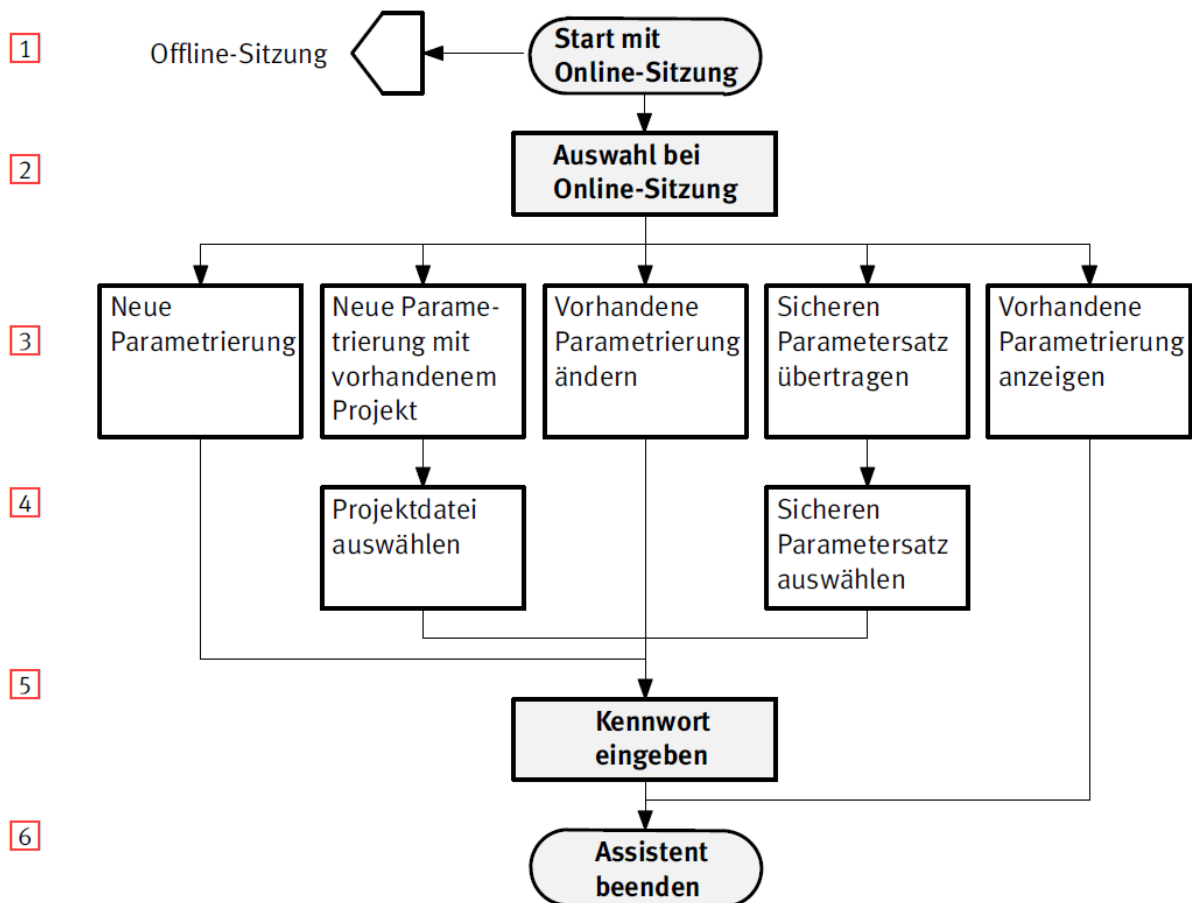 1
Offline-Sitzung
Start mit
Online-Sitzung
2
Auswahl bei
Online-Sitzung
3
Neue
Parametrierung
Neue Parame-
trierung mit
vorhandenem
Projekt
Vorhandene
Parametrierung
ändern
Sicheren
Parametersatz
übertragen
Vorhandene
Parametrierung
anzeigen
4
Projektdatei
auswählen
Sicheren
Parametersatz
auswählen
5
Kennwort
eingeben
6
Assistent
beenden